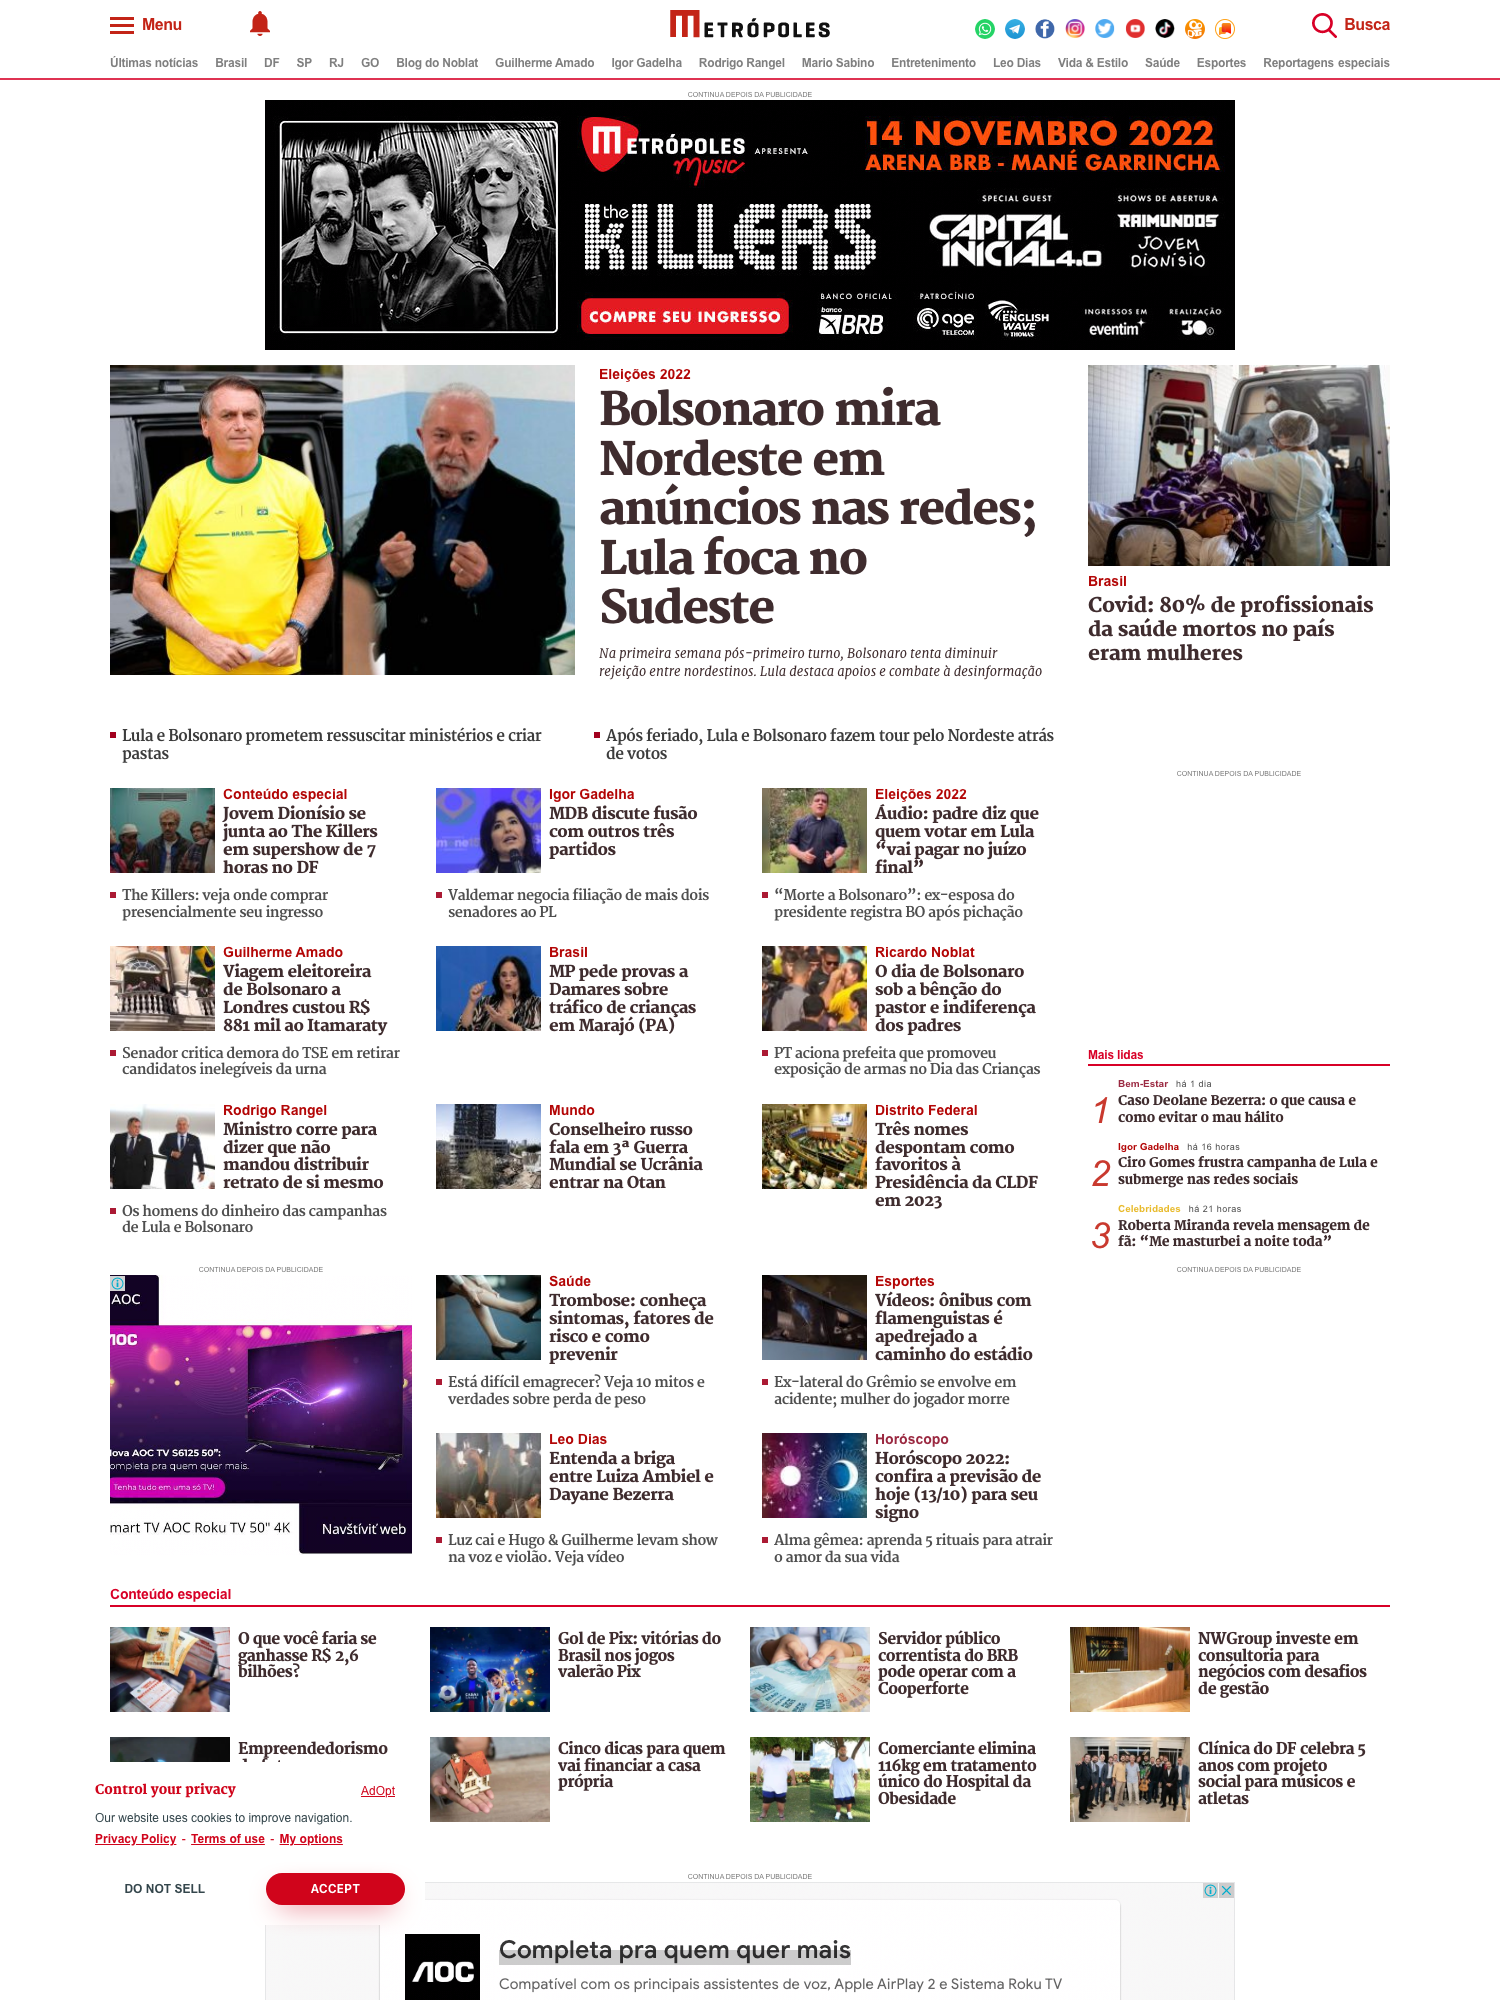 Menu
METRÓPOLES
Busca
Últimas notícias Brasil DF SP RJ GO Blog do Noblat Guilherme Amado Igor Gadelha Rodrigo Rangel Mario Sabino Entretenimento Leo Dias Vida & Estilo Saúde Esportes Reportagens especiais
CONTINUA DEPOIS DA PUBLICIDADE
METRÓPOLES
music
APRESENTA
14 NOVEMBRO 2022
ARENA BRB - MANÉ GARRINCHA
the
KILLERS
SPECIAL GUEST
CAPITAL
INICIAL 4.0
SHOWS DE ABERTURA
RAIMUNDOS
JOVEM
DIONÍSIO
COMPRE SEU INGRESSO
BANCO OFICIAL
banco
BRB
PATROCÍNIO
age
TELECOM
ENGLISH
WAVE
by THOMAS
INGRESSOS EM
eventim
REALIZAÇÃO
30e
Eleições 2022
Bolsonaro mira
Nordeste em
anúncios nas redes;
Lula foca no
Sudeste
Na primeira semana pós-primeiro turno, Bolsonaro tenta diminuir
rejeição entre nordestinos. Lula destaca apoios e combate à desinformação
BRASIL
Brasil
Covid: 80% de profissionais
da saúde mortos no país
eram mulheres
Lula e Bolsonaro prometem ressuscitar ministérios e criar
pastas
Após feriado, Lula e Bolsonaro fazem tour pelo Nordeste atrás
de votos
CONTINUA DEPOIS DA PUBLICIDADE
Conteúdo especial
Jovem Dionísio se
junta ao The Killers
em supershow de 7
horas no DF
The Killers: veja onde comprar
presencialmente seu ingresso
Igor Gadelha
MDB discute fusão
com outros três
partidos
Valdemar negocia filiação de mais dois
senadores ao PL
Eleições 2022
Áudio: padre diz que
quem votar em Lula
“vai pagar no juízo
final”
“Morte a Bolsonaro”: ex-esposa do
presidente registra BO após pichação
Guilherme Amado
Viagem eleitoreira
de Bolsonaro a
Londres custou R$
881 mil ao Itamaraty
Senador critica demora do TSE em retirar
candidatos inelegíveis da urna
Brasil
MP pede provas a
Damares sobre
tráfico de crianças
em Marajó (PA)
Ricardo Noblat
O dia de Bolsonaro
sob a bênção do
pastor e indiferença
dos padres
PT aciona prefeita que promoveu
exposição de armas no Dia das Crianças
Rodrigo Rangel
Ministro corre para
dizer que não
mandou distribuir
retrato de si mesmo
Os homens do dinheiro das campanhas
de Lula e Bolsonaro
Mundo
Conselheiro russo
fala em 3ª Guerra
Mundial se Ucrânia
entrar na Otan
Distrito Federal
Três nomes
despontam como
favoritos à
Presidência da CLDF
em 2023
Mais lidas
1
Bem-Estar há 1 dia
Caso Deolane Bezerra: o que causa e
como evitar o mau hálito
2
Igor Gadelha há 16 horas
Ciro Gomes frustra campanha de Lula e
submerge nas redes sociais
3
Celebridades há 21 horas
Roberta Miranda revela mensagem de
fã: “Me masturbei a noite toda”
CONTINUA DEPOIS DA PUBLICIDADE
CONTINUA DEPOIS DA PUBLICIDADE
AOC
AOC
Nova AOC TV S6125 50":
ompleta pra quem quer mais.
Tenha tudo em uma só TV!
mart TV AOC Roku TV 50" 4K
Navštíviť web
Saúde
Trombose: conheça
sintomas, fatores de
risco e como
prevenir
Está difícil emagrecer? Veja 10 mitos e
verdades sobre perda de peso
Esportes
Vídeos: ônibus com
flamenguistas é
apedrejado a
caminho do estádio
Ex-lateral do Grêmio se envolve em
acidente; mulher do jogador morre
Leo Dias
Entenda a briga
entre Luiza Ambiel e
Dayane Bezerra
Luz cai e Hugo & Guilherme levam show
na voz e violão. Veja vídeo
Horóscopo
Horóscopo 2022:
confira a previsão de
hoje (13/10) para seu
signo
Alma gêmea: aprenda 5 rituais para atrair
o amor da sua vida
Conteúdo especial
O que você faria se
ganhasse R$ 2,6
bilhões?
Gol de Pix: vitórias do
Brasil nos jogos
valerão Pix
Servidor público
correntista do BRB
pode operar com a
Cooperforte
NWGroup investe em
consultoria para
negócios com desafios
de gestão
Empreendedorismo
Cinco dicas para quem
vai financiar a casa
própria
Comerciante elimina
116kg em tratamento
único do Hospital da
Obesidade
Clínica do DF celebra 5
anos com projeto
social para músicos e
atletas
Control your privacy
AdOpt
Our website uses cookies to improve navigation.
Privacy Policy - Terms of use - My options
DO NOT SELL
ACCEPT
CONTINUA DEPOIS DA PUBLICIDADE
AOC
Completa pra quem quer mais
Compatível com os principais assistentes de voz, Apple AirPlay 2 e Sistema Roku TV